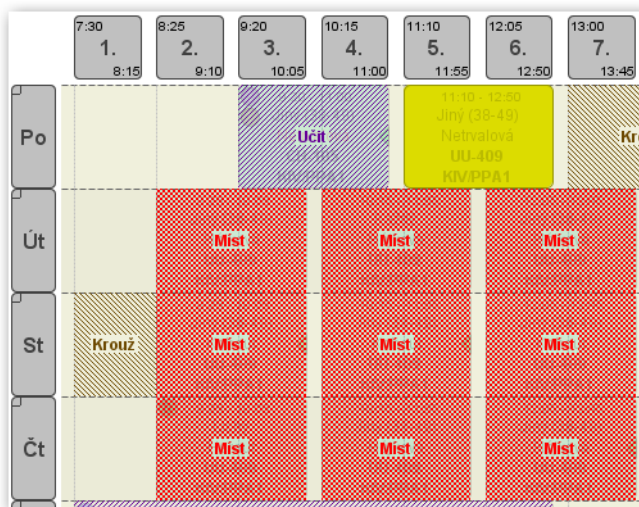 7:30 8:25 9:20 10:15 11:10 12:05 13:00
1. 2. 3. 4. 5. 6. 7.
8:15 9:10 10:05 11:00 11:55 12:50 13:45
Po
Učit
11:10 - 12:50
Jiný (38-49)
Netrvalová
UU-409
KIV/PPA1
Kr
Út
Míst Míst Míst
St
Krouž Míst Míst Míst
Čt
Míst Míst Míst